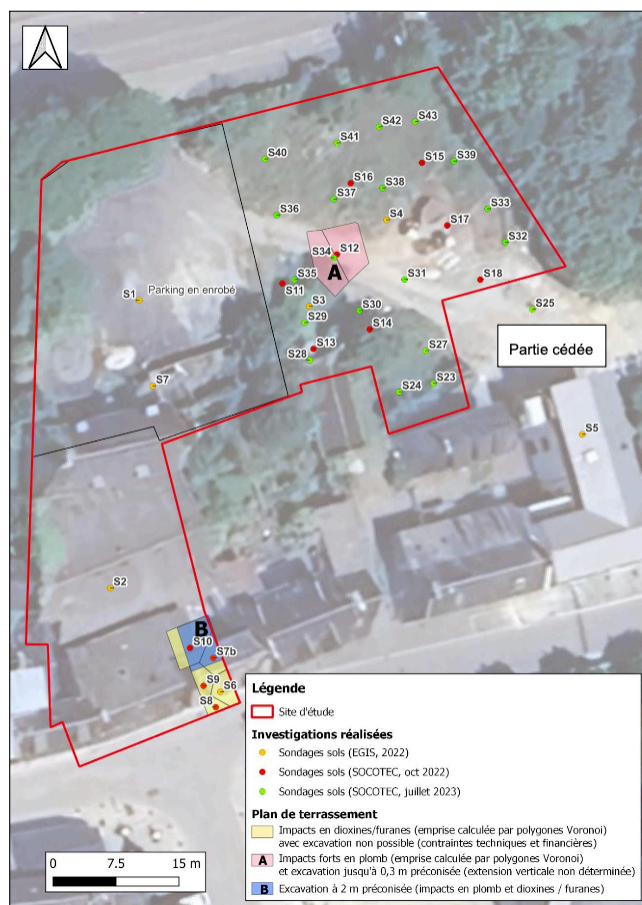 S42
S43
S41
S40
S15
S39
S16
S38
S37
S33
S36
S4
S17
S32
S12
S34
A
S35
S11
S31
S18
S1
Parking en enrobé
S3
S30
S25
S29
S14
S13
S27
Partie cédée
S28
S7
S24
S23
S5
S2
B
S10
S7b
S9
S6
S8
Légende
Site d'étude
Investigations réalisées
Sondages sols (EGIS, 2022)
Sondages sols (SOCOTEC, oct 2022)
Sondages sols (SOCOTEC, juillet 2023)
Plan de terrassement
Impacts en dioxines/furanes (emprise calculée par polygones Voronoi)
avec excavation non possible (contraintes techniques et financières)
A Impacts forts en plomb (emprise calculée par polygones Voronoi)
et excavation jusqu'à 0,3 m préconisée (extension verticale non déterminée)
B Excavation à 2 m préconisée (impacts en plomb et dioxines / furanes)
0 7.5 15 m